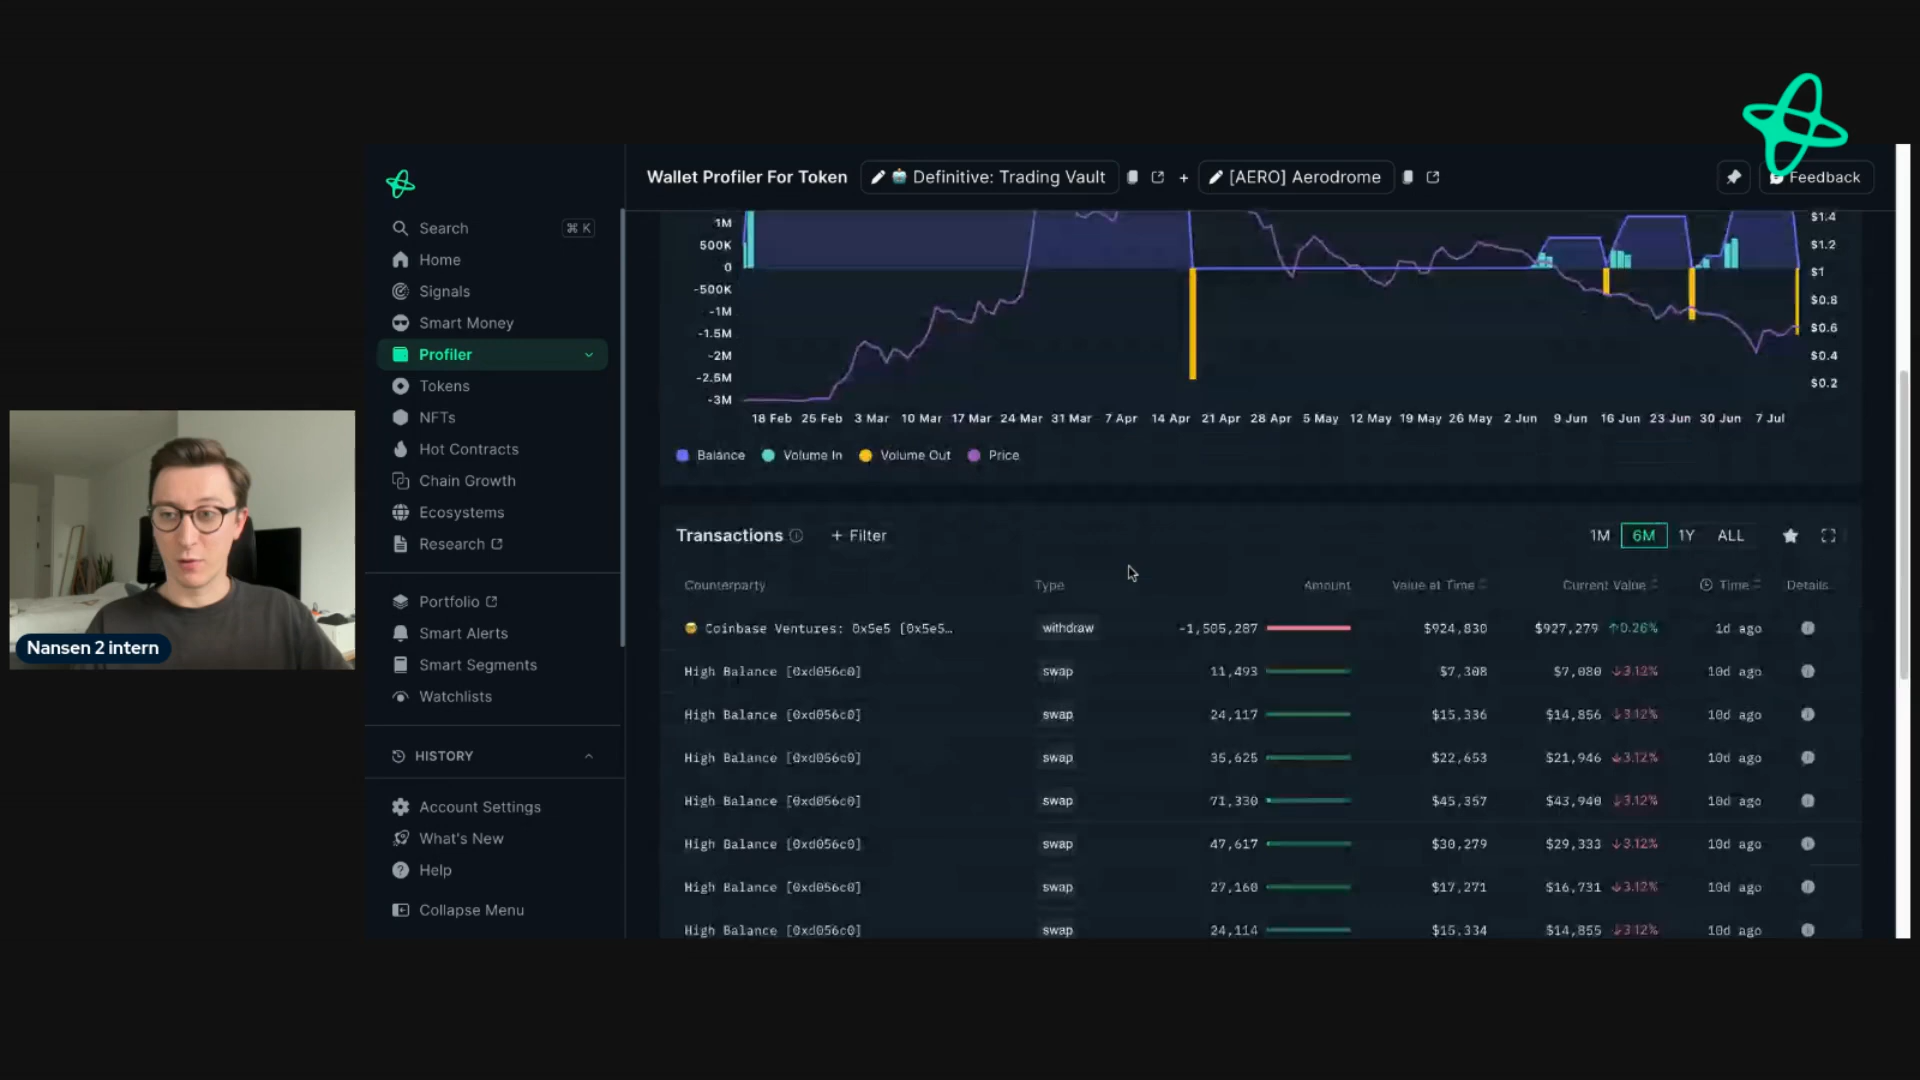 Wallet Profiler For Token Definitive: Trading Vault + [AERO] Aerodrome Feedback
Search ⌘ K
Home
Signals
Smart Money
Profiler
Tokens
NFTs
Hot Contracts
Chain Growth
Ecosystems
Research
Portfolio
Smart Alerts
Smart Segments
Watchlists
HISTORY
Account Settings
What's New
Help
Collapse Menu
Nansen 2 intern
1M
500K
0
-500K
-1M
-1.5M
-2M
-2.5M
-3M
$1.4
$1.2
$1
$0.8
$0.6
$0.4
$0.2
18 Feb 25 Feb 3 Mar 10 Mar 17 Mar 24 Mar 31 Mar 7 Apr 14 Apr 21 Apr 28 Apr 5 May 12 May 19 May 26 May 2 Jun 9 Jun 16 Jun 23 Jun 30 Jun 7 Jul
Balance Volume In Volume Out Price
Transactions + Filter 1M 6M 1Y ALL
Counterparty Type Amount Value at Time Current Value Time Details
Coinbase Ventures: 0x5e5 [0x5e5… withdraw -1,505,287 $924,830 $927,279 ↑0.26% 1d ago
High Balance [0xd056c0] swap 11,493 $7,308 $7,080 ↓3.12% 10d ago
High Balance [0xd056c0] swap 24,117 $15,336 $14,856 ↓3.12% 10d ago
High Balance [0xd056c0] swap 35,625 $22,653 $21,946 ↓3.12% 10d ago
High Balance [0xd056c0] swap 71,330 $45,357 $43,940 ↓3.12% 10d ago
High Balance [0xd056c0] swap 47,617 $30,279 $29,333 ↓3.12% 10d ago
High Balance [0xd056c0] swap 27,160 $17,271 $16,731 ↓3.12% 10d ago
High Balance [0xd056c0] swap 24,114 $15,334 $14,855 ↓3.12% 10d ago